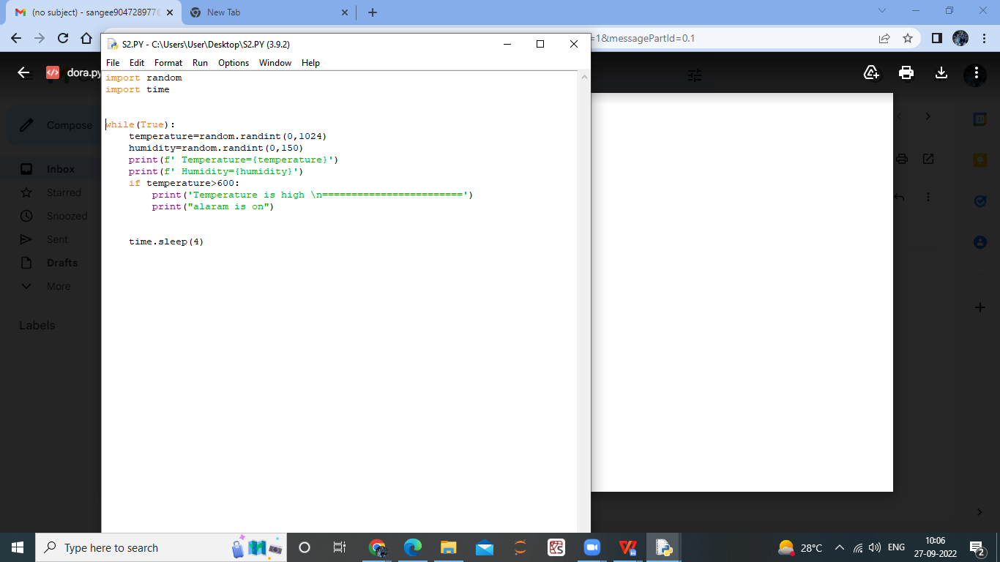 (no subject) - sangee904728977
New Tab
=1&messagePartId=0.1
S2.PY - C:\Users\User\Desktop\S2.PY (3.9.2)
File Edit Format Run Options Window Help
dora.py
import random
import time
while(True):
    temperature=random.randint(0,1024)
    humidity=random.randint(0,150)
    print(f' Temperature={temperature}')
    print(f' Humidity={humidity}')
    if temperature>600:
        print('Temperature is high \n========================')
        print("alaram is on")
    time.sleep(4)
Compose
Inbox
Starred
Snoozed
Sent
Drafts
More
Labels
Type here to search
28°C
ENG
10:06
27-09-2022
2